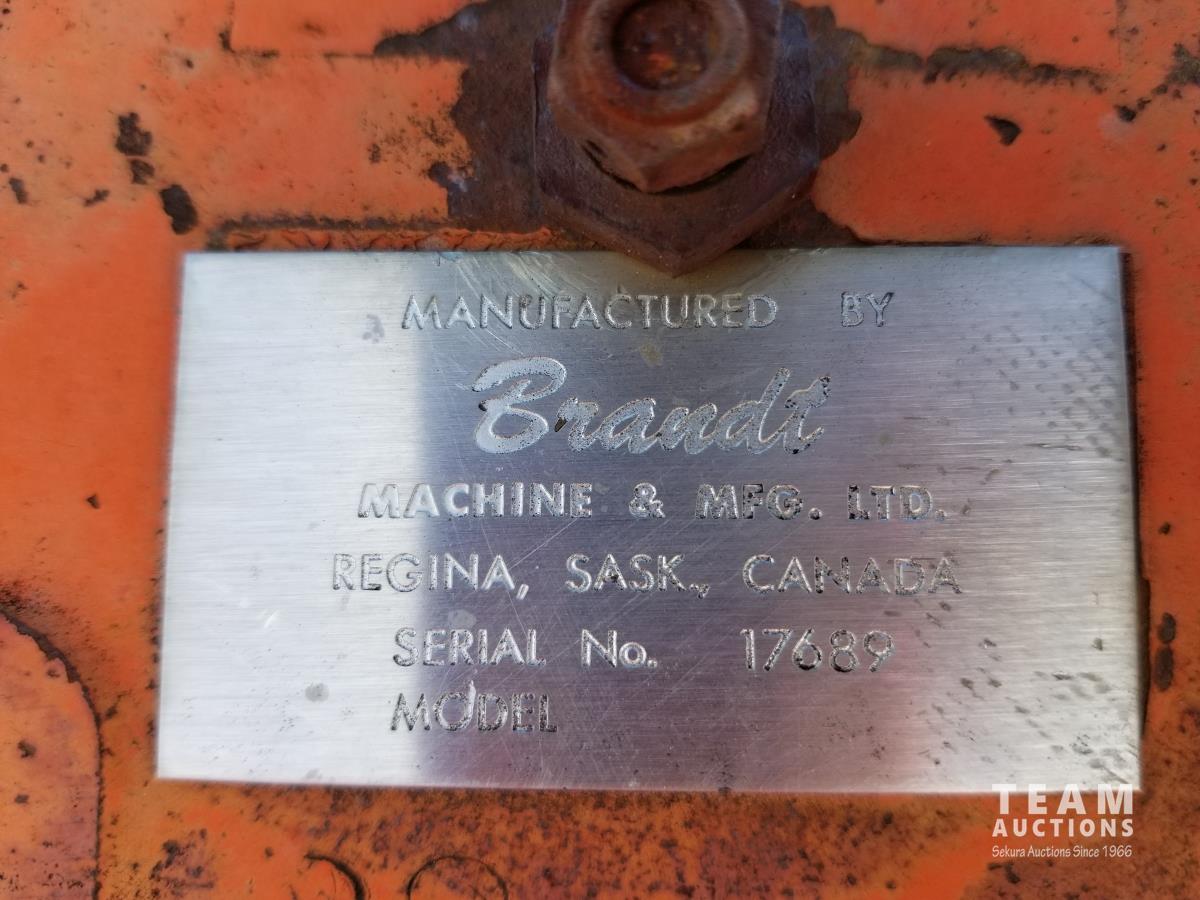 MANUFACTURED BY
Brandt
MACHINE & MFG. LTD.
REGINA, SASK., CANADA
SERIAL No. 17689
MODEL
TEAM
AUCTIONS
Sekura Auctions Since 1966